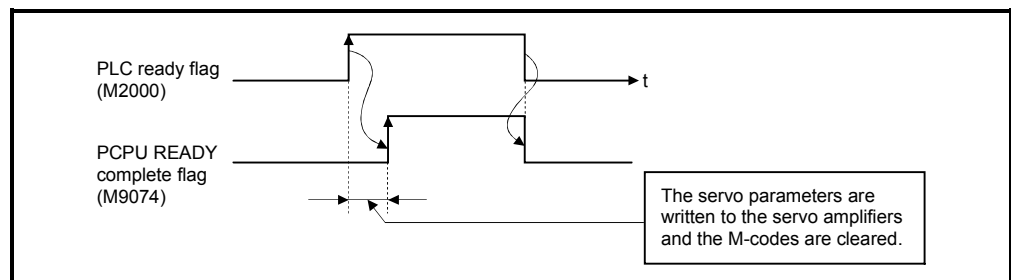 PLC ready flag
(M2000)
t
PCPU READY
complete flag
(M9074)
The servo parameters are
written to the servo amplifiers
and the M-codes are cleared.